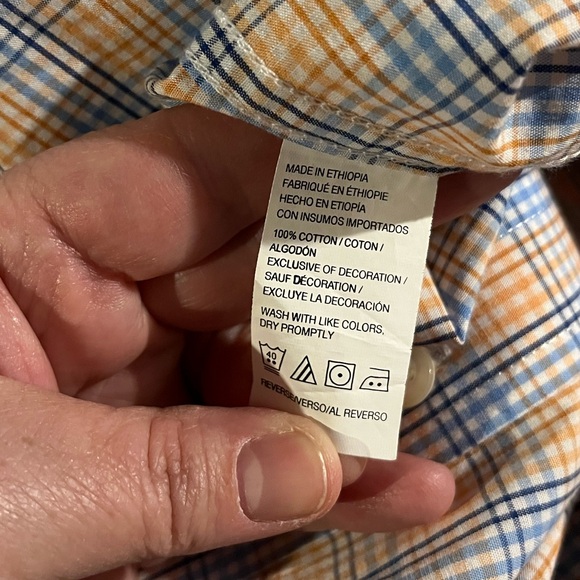 MADE IN ETHIOPIA
FABRIQUÉ EN ÉTHIOPIE
HECHO EN ETIOPÍA
CON INSUMOS IMPORTADOS
100% COTTON / COTON /
ALGODÓN
EXCLUSIVE OF DECORATION /
SAUF DÉCORATION /
EXCLUYE LA DECORACIÓN
WASH WITH LIKE COLORS,
DRY PROMPTLY
40
REVERSE/VERSO/AL REVERSO